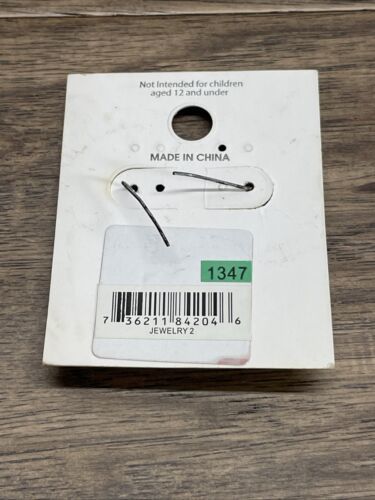 Not Intended for children
aged 12 and under
MADE IN CHINA
1347
7 36211 84204 6
JEWELRY 2